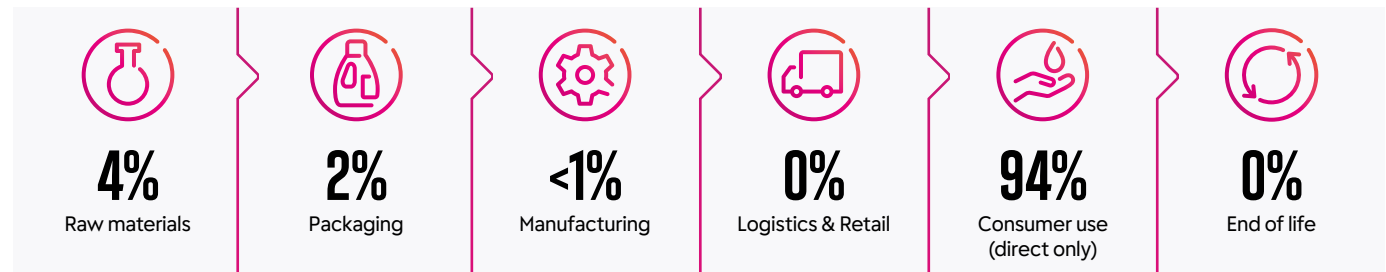 4%
Raw materials
2%
Packaging
<1%
Manufacturing
0%
Logistics & Retail
94%
Consumer use
(direct only)
0%
End of life